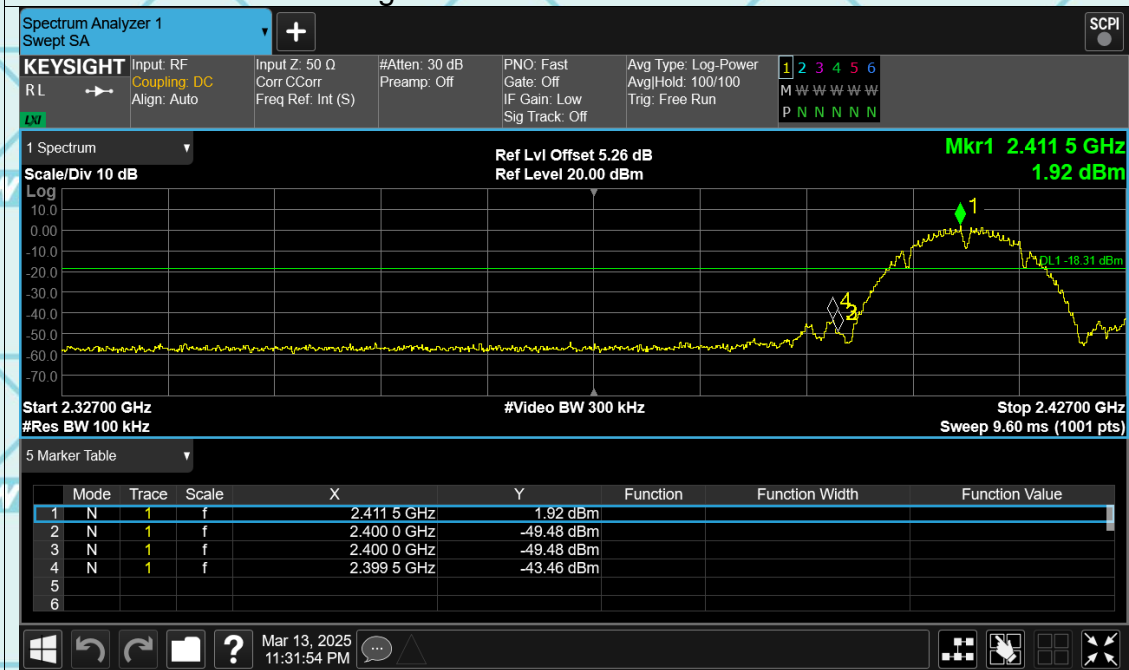 Spectrum Analyzer 1
Swept SA
+
SCPI
KEYSIGHT
RL
LXI
Input: RF
Coupling: DC
Align: Auto
Input Z: 50 Ω
Corr CCorr
Freq Ref: Int (S)
#Atten: 30 dB
Preamp: Off
PNO: Fast
Gate: Off
IF Gain: Low
Sig Track: Off
Avg Type: Log-Power
Avg|Hold: 100/100
Trig: Free Run
1 2 3 4 5 6
M W W W W W
P N N N N N
1 Spectrum
Scale/Div 10 dB
Ref Lvl Offset 5.26 dB
Ref Level 20.00 dBm
Mkr1 2.411 5 GHz
1.92 dBm
Log
10.0
0.00
-10.0
-20.0
-30.0
-40.0
-50.0
-60.0
-70.0
1
DL1 -18.31 dBm
4
Start 2.32700 GHz
#Video BW 300 kHz
Stop 2.42700 GHz
#Res BW 100 kHz
Sweep 9.60 ms (1001 pts)
5 Marker Table
Mode Trace Scale X Y Function Function Width Function Value
1 N 1 f 2.411 5 GHz 1.92 dBm
2 N 1 f 2.400 0 GHz -49.48 dBm
3 N 1 f 2.400 0 GHz -49.48 dBm
4 N 1 f 2.399 5 GHz -43.46 dBm
5
6
?
Mar 13, 2025
11:31:54 PM